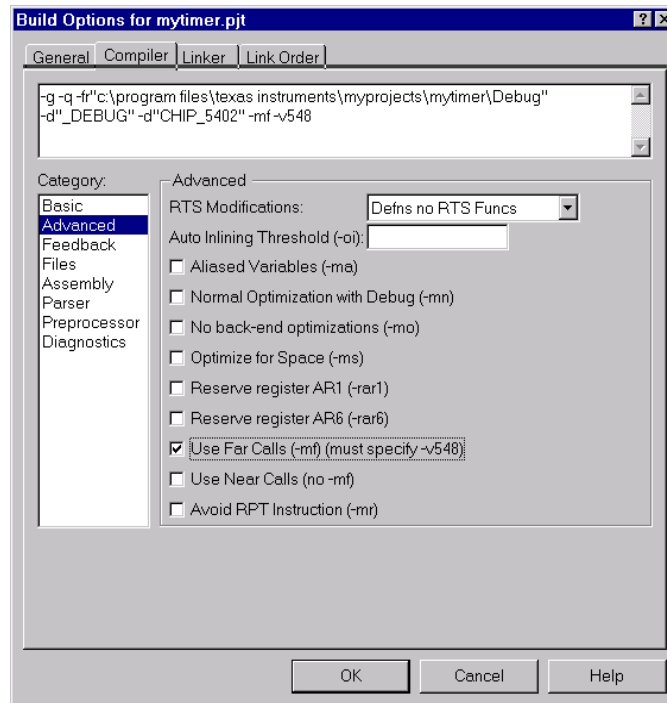 Build Options for mytimer.pjt
General Compiler Linker Link Order
-g -q -fr"c:\program files\texas instruments\myprojects\mytimer\Debug"
-d"_DEBUG" -d"CHIP_5402" -mf -v548
Category:
Basic
Advanced
Feedback
Files
Assembly
Parser
Preprocessor
Diagnostics
Advanced
RTS Modifications: Defns no RTS Funcs
Auto Inlining Threshold (-oi):
Aliased Variables (-ma)
Normal Optimization with Debug (-mn)
No back-end optimizations (-mo)
Optimize for Space (-ms)
Reserve register AR1 (-rar1)
Reserve register AR6 (-rar6)
Use Far Calls (-mf) (must specify -v548)
Use Near Calls (no -mf)
Avoid RPT Instruction (-mr)
OK Cancel Help